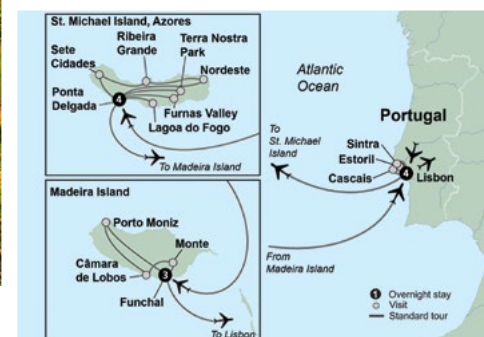 St. Michael Island, Azores
Ribeira
Grande
Terra Nostra
Park
Sete
Cidades
Nordeste
Ponta
Delgada
4
Furnas Valley
Lagoa do Fogo
To Madeira Island
Madeira Island
Porto Moniz
Monte
Câmara
de Lobos
3
Funchal
To Lisbon
Atlantic
Ocean
Portugal
To
St. Michael
Island
Sintra
Estoril
Cascais
4
Lisbon
From
Madeira Island
1 Overnight stay
Visit
Standard tour